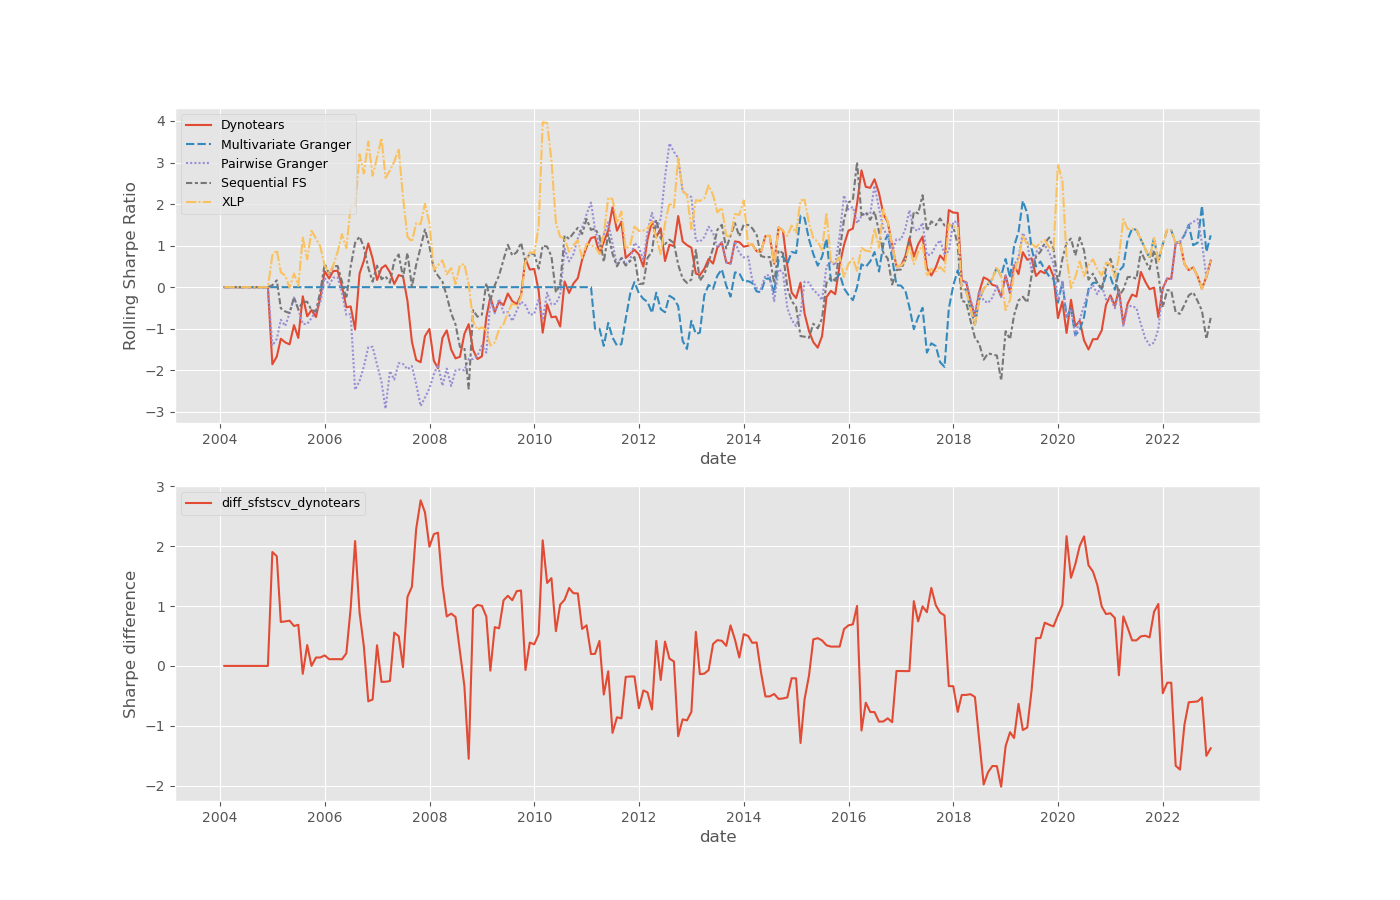 4
3
2
1
0
−1
−2
−3
Rolling Sharpe Ratio
Dynotears
Multivariate Granger
Pairwise Granger
Sequential FS
XLP
2004 2006 2008 2010 2012 2014 2016 2018 2020 2022
date
3
2
1
0
−1
−2
Sharpe difference
diff_sfstscv_dynotears
2004 2006 2008 2010 2012 2014 2016 2018 2020 2022
date